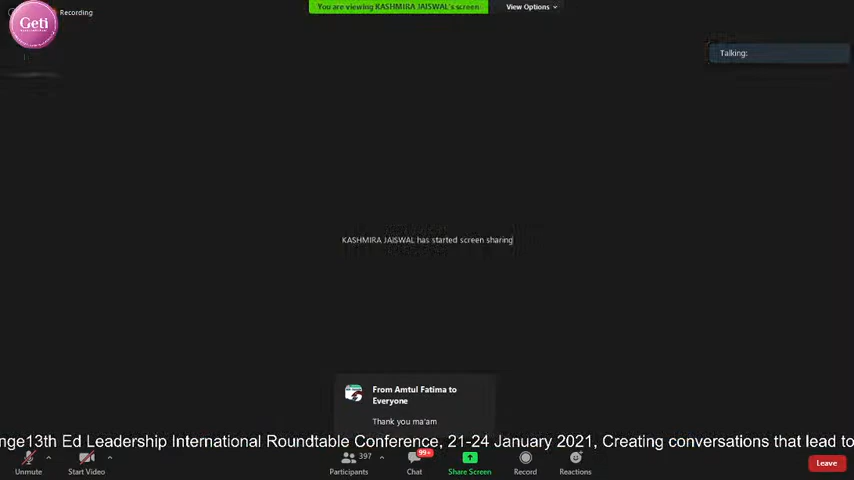 Geti
Recording
You are viewing KASHMIRA JAISWAL's screen
View Options
Talking:
KASHMIRA JAISWAL has started screen sharing
From Amtul Fatima to
Everyone
Thank you ma'am
nge13th Ed Leadership International Roundtable Conference, 21-24 January 2021, Creating conversations that lead to
Unmute
Start Video
397
Participants
99+
Chat
Share Screen
Record
Reactions
Leave